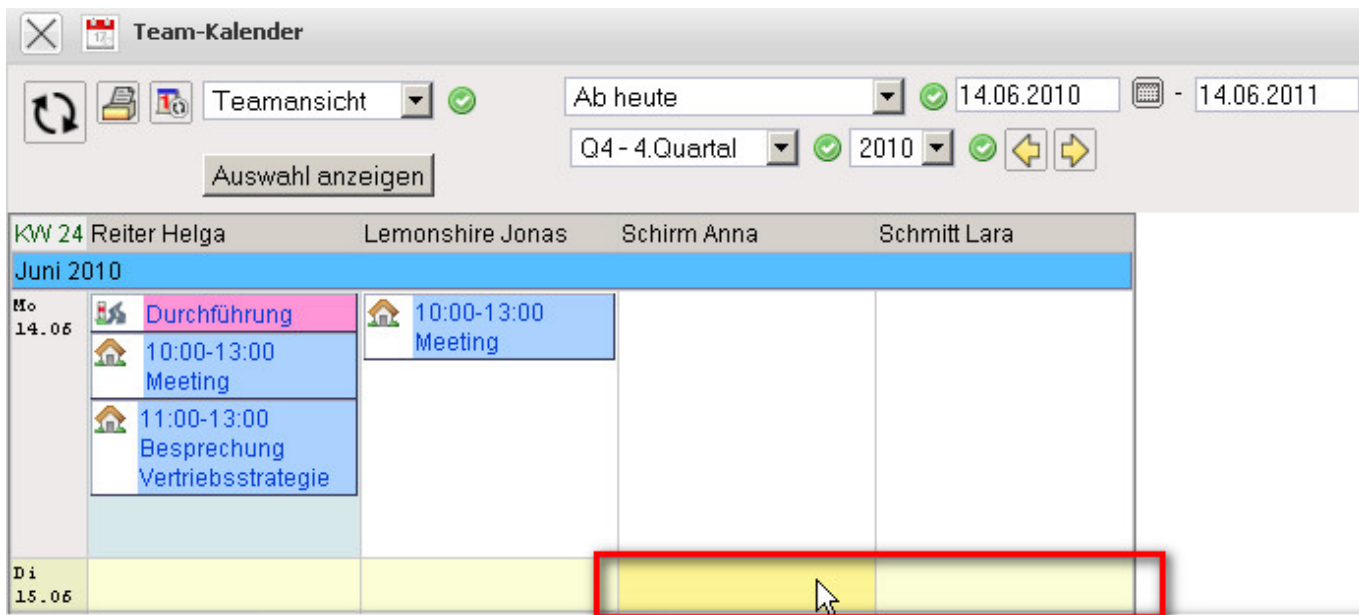 Team-Kalender
Teamansicht
Ab heute
14.06.2010 - 14.06.2011
Q4 - 4.Quartal
2010
Auswahl anzeigen
KW 24 Reiter Helga Lemonshire Jonas Schirm Anna Schmitt Lara
Juni 2010
Mo
14.06
Durchführung
10:00-13:00
Meeting
11:00-13:00
Besprechung
Vertriebsstrategie
10:00-13:00
Meeting
Di
15.06